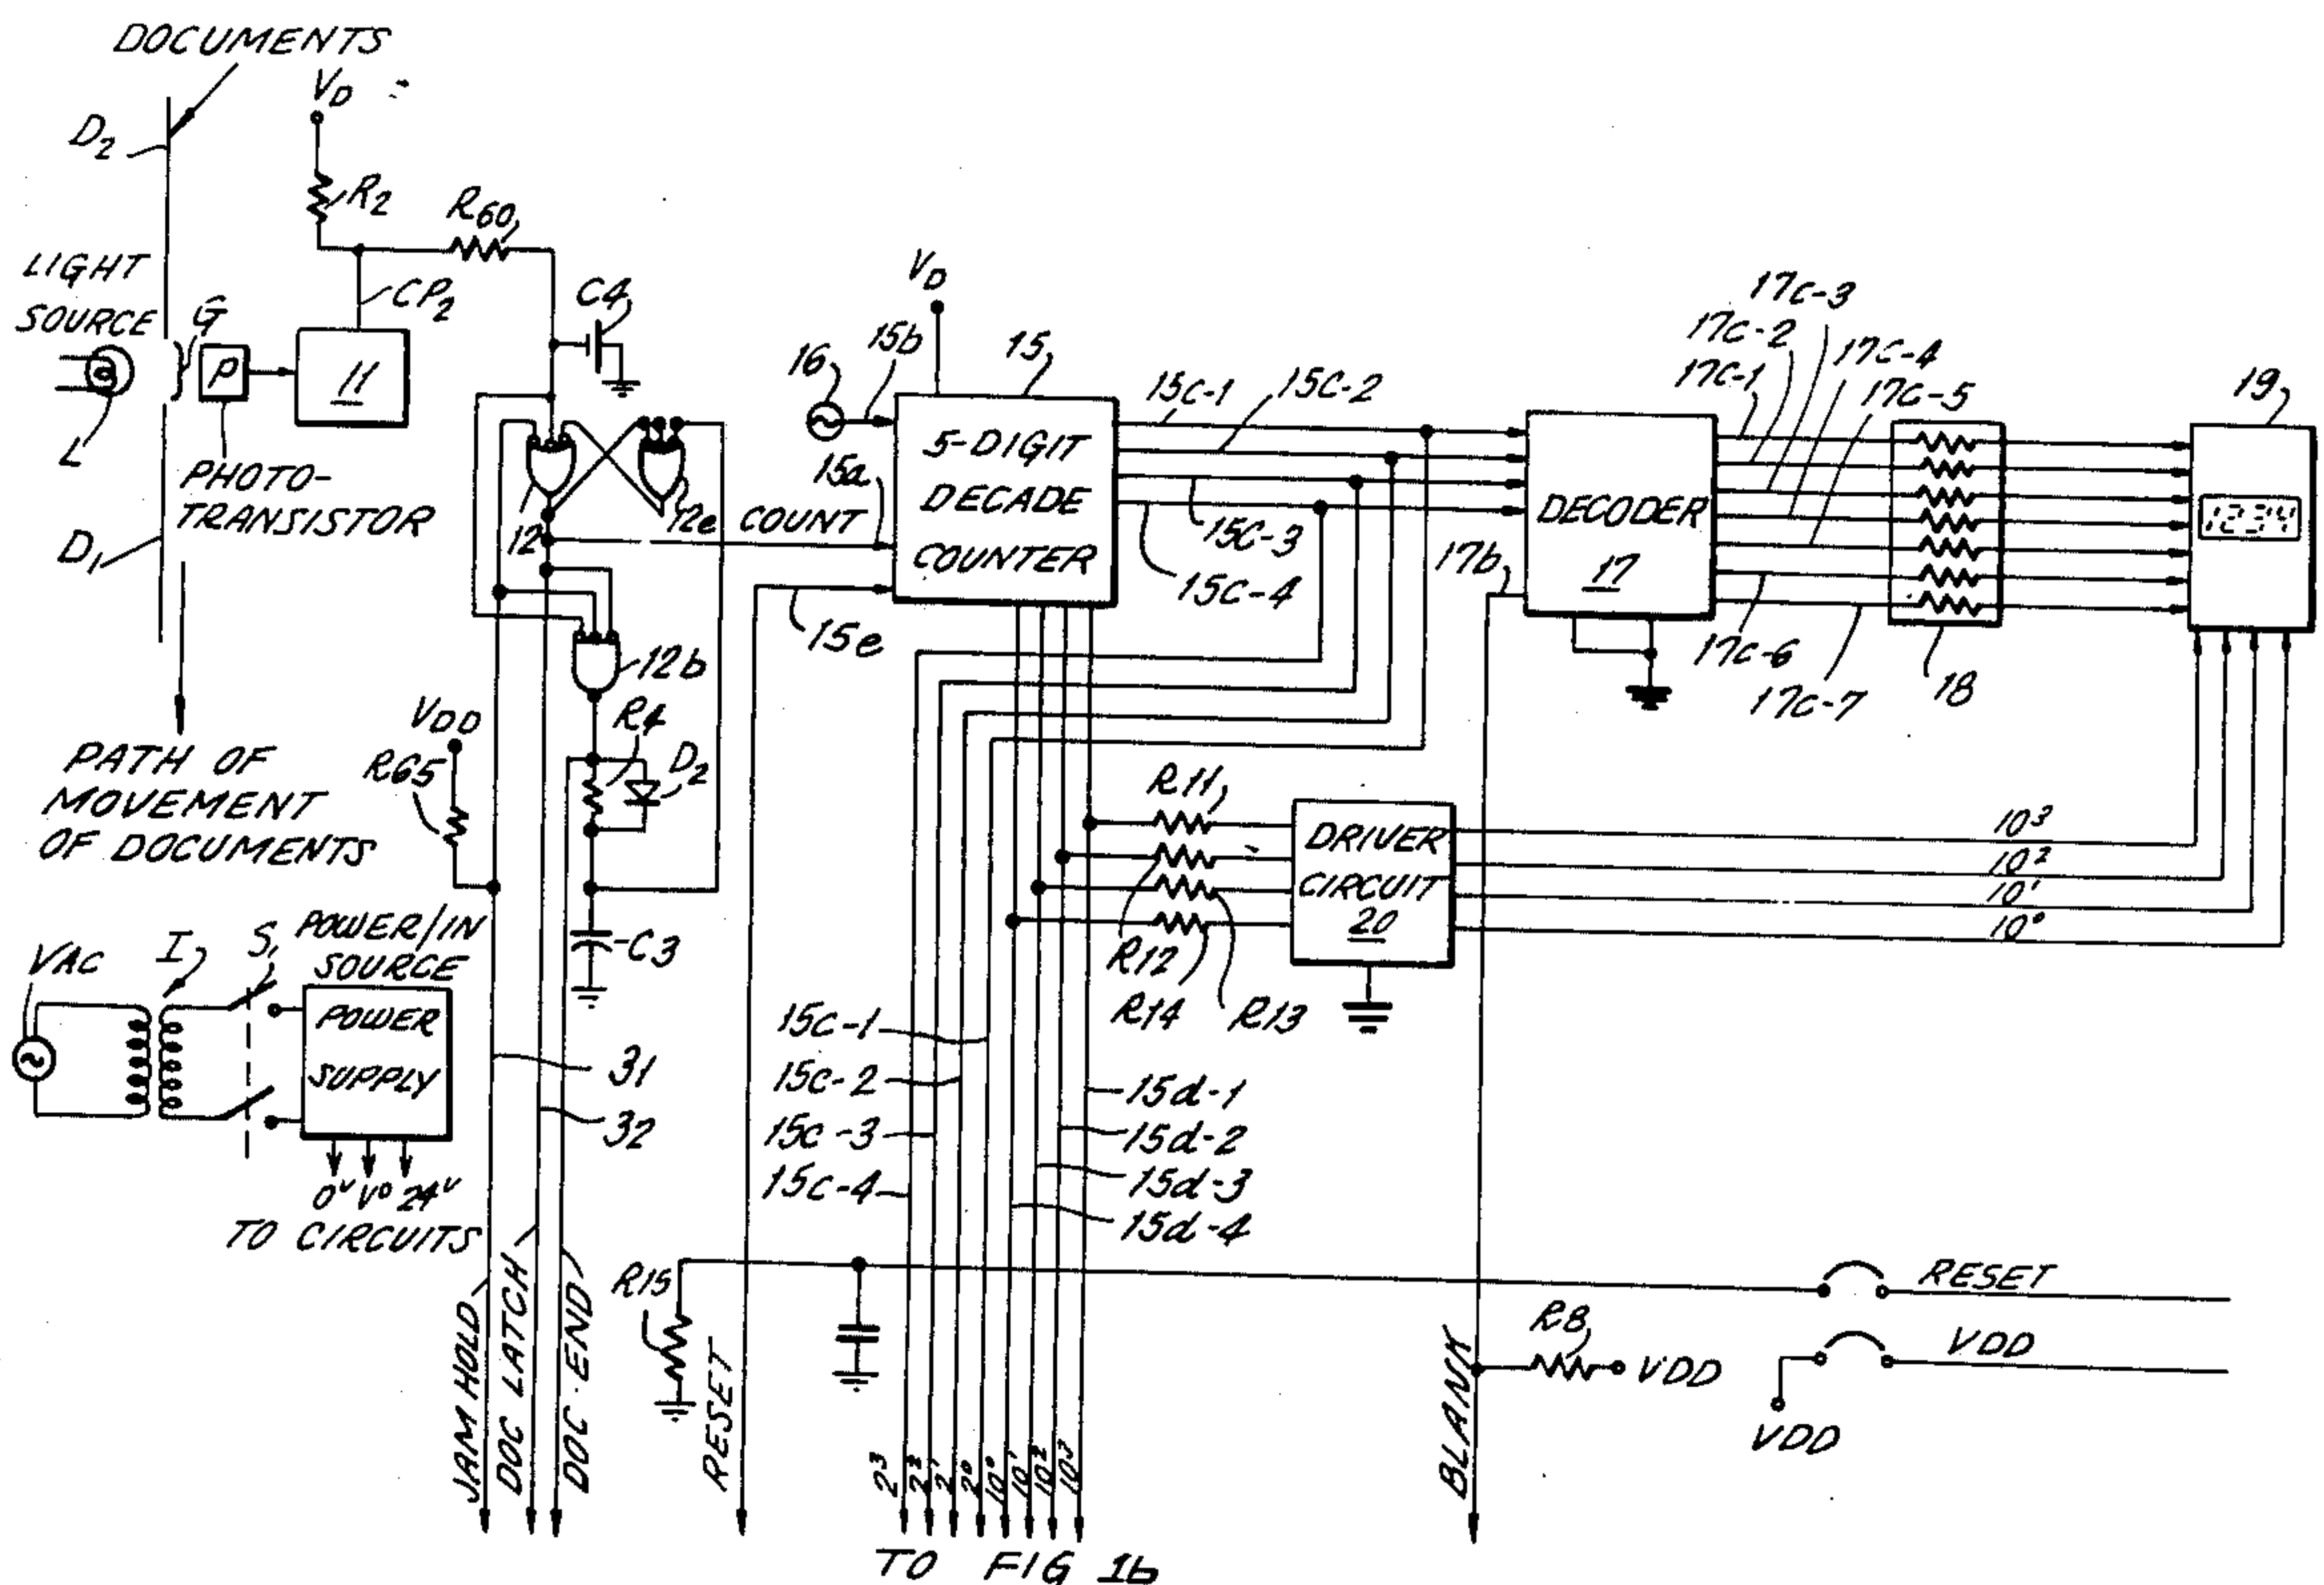 DOCUMENTS
VD
D2
R2
R60
LIGHT
SOURCE
G
CP2
C4
P
11
L
PHOTO-
TRANSISTOR
D1
12
12e
COUNT
VD
16
15b
15
15a
5-DIGIT
DECADE
COUNTER
15e
15C-1
15C-2
15C-3
15C-4
17C-3
17C-2
17C-1
17C-4
17C-5
19
DECODER
17
17b
1234
17C-6
17C-7
18
12b
VDD
R4
D2
R65
PATH OF
MOVEMENT
OF DOCUMENTS
R11
DRIVER
CIRCUIT
20
R12
R14
R13
10³
10²
10¹
10⁰
C3
VAC
I
S1
POWER/IN
SOURCE
POWER
SUPPLY
0V VD 24V
TO CIRCUITS
31
32
15C-1
15C-2
15C-3
15C-4
15d-1
15d-2
15d-3
15d-4
R15
RESET
R8
VDD
VDD
VDD
JAM HOLD
DOC LATCH
DOC END
RESET
2³
2²
2¹
2⁰
10⁰
10¹
10²
10³
BLANK
TO FIG 1b